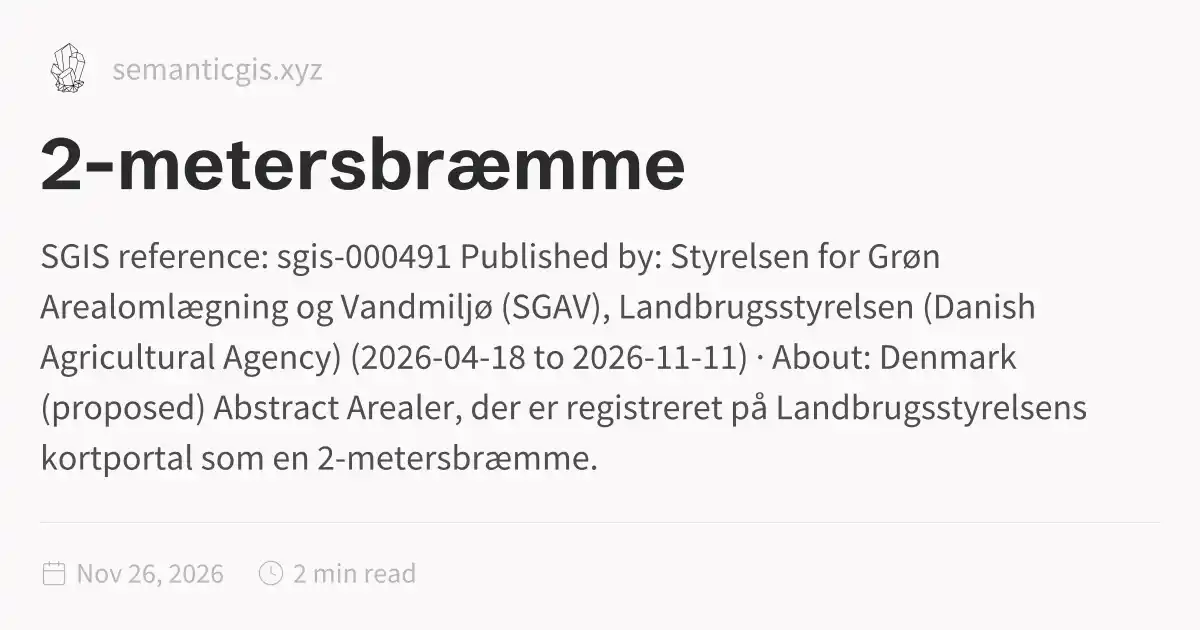 semanticgis.xyz
2-metersbræmme
SGIS reference: sgis-000491 Published by: Styrelsen for Grøn
Arealomlægning og Vandmiljø (SGAV), Landbrugsstyrelsen (Danish
Agricultural Agency) (2026-04-18 to 2026-11-11) · About: Denmark
(proposed) Abstract Arealer, der er registreret på Landbrugsstyrelsens
kortportal som en 2-metersbræmme.
Nov 26, 2026 2 min read